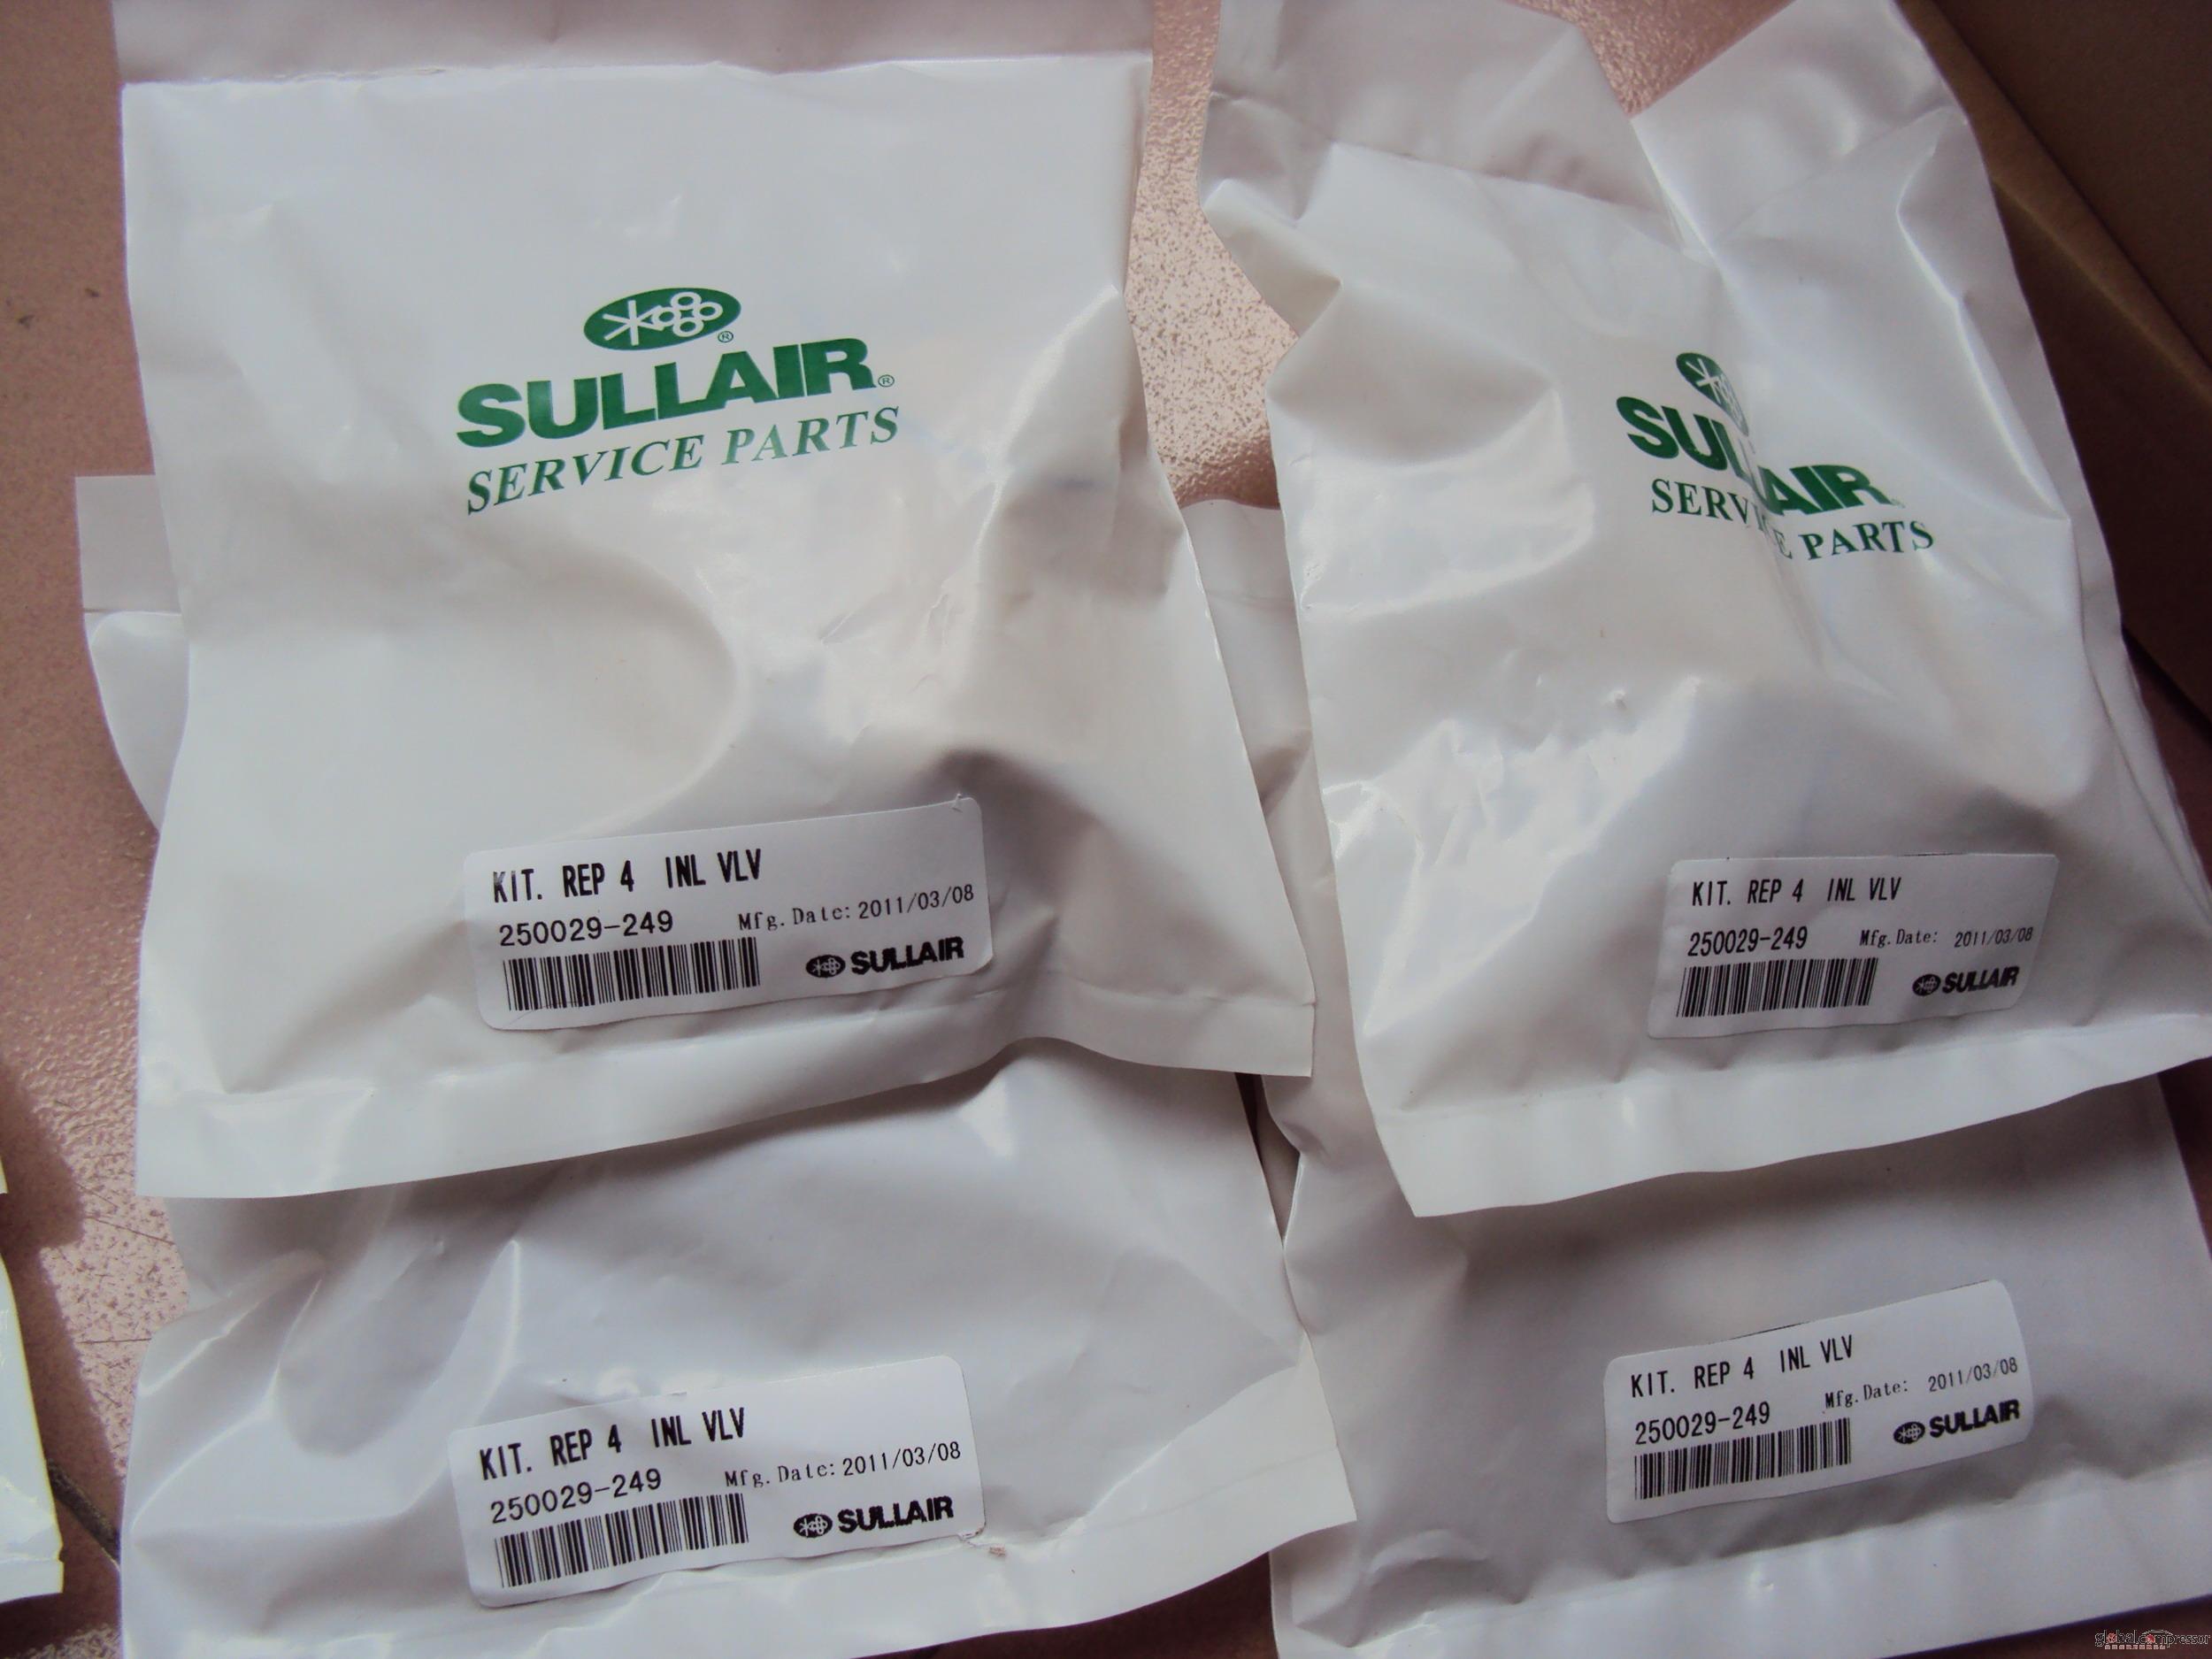 SULLAIR®
SERVICE PARTS
KIT. REP 4 INL VLV
250029-249 Mfg. Date: 2011/03/08
SULLAIR
SULLAIR
SERVICE PARTS
KIT. REP 4 INL VLV
250029-249 Mfg. Date: 2011/03/08
SULLAIR
KIT. REP 4 INL VLV
250029-249 Mfg. Date: 2011/03/08
SULLAIR
KIT. REP 4 INL VLV
250029-249 Mfg. Date: 2011/03/08
SULLAIR
global compressor